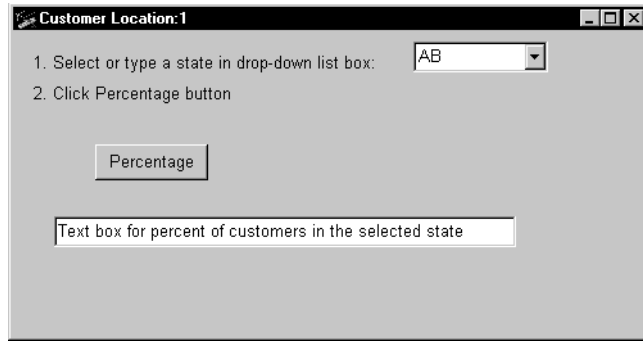 Customer Location:1
1. Select or type a state in drop-down list box:
AB
2. Click Percentage button
Percentage
Text box for percent of customers in the selected state